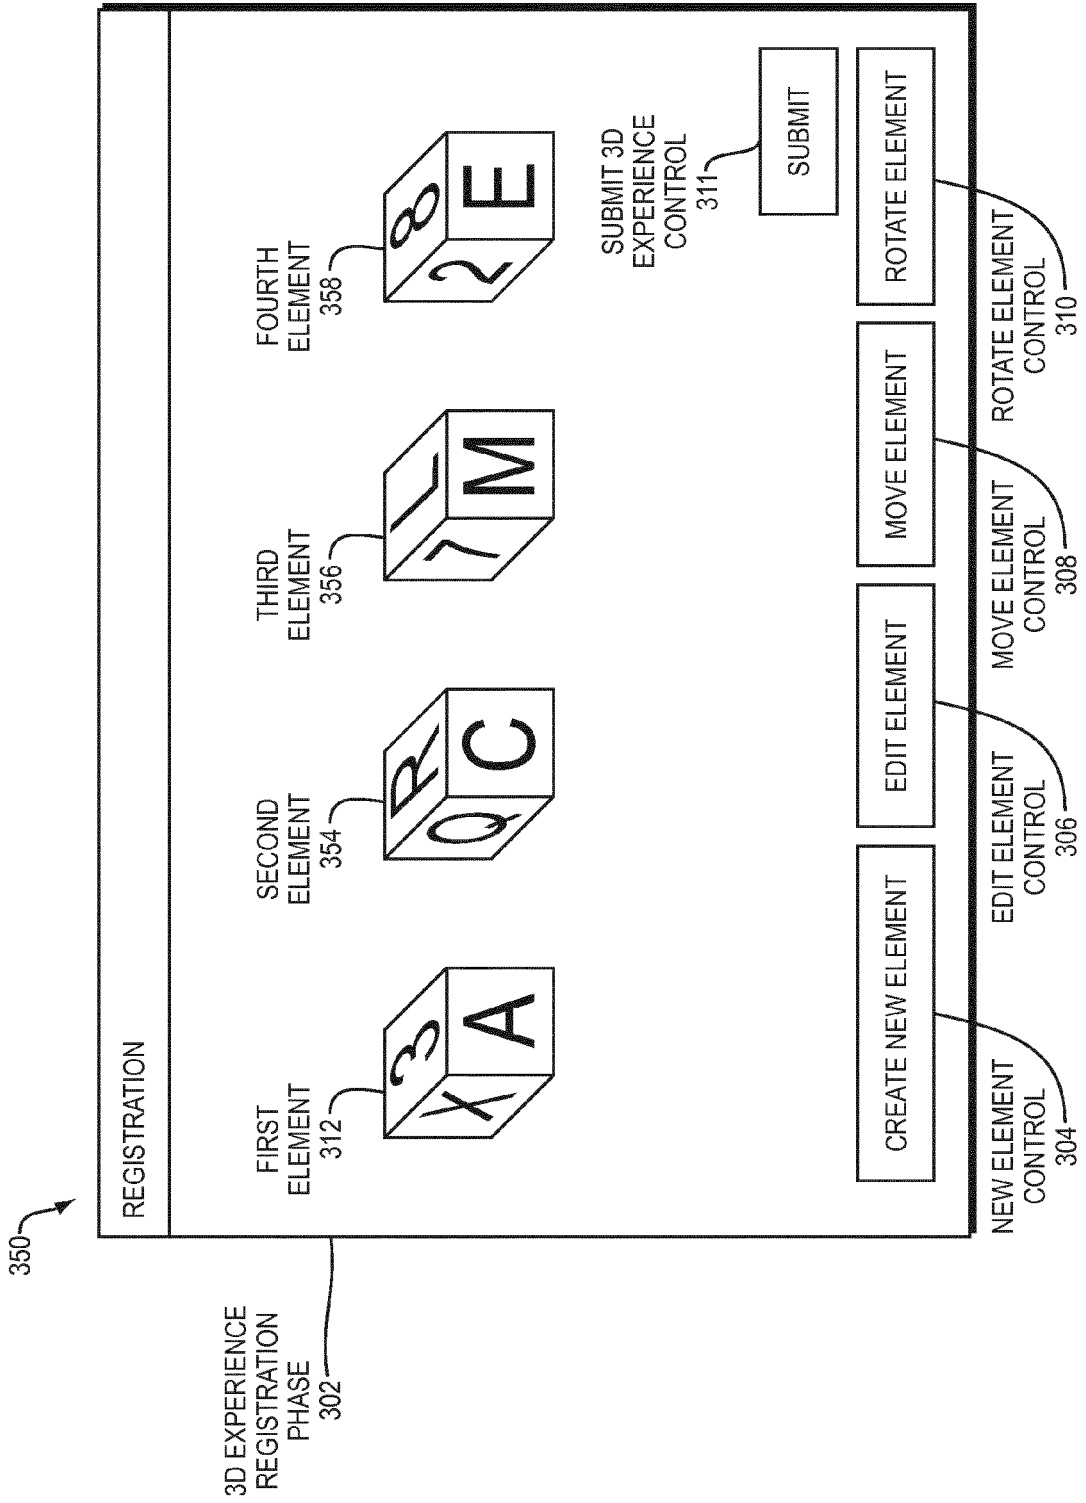 350
REGISTRATION
3D EXPERIENCE
REGISTRATION
PHASE
302
FIRST
ELEMENT
312
SECOND
ELEMENT
354
THIRD
ELEMENT
356
FOURTH
ELEMENT
358
X 3
A
Q R
C
7 L
M
2 8
E
SUBMIT 3D
EXPERIENCE
CONTROL
311
SUBMIT
CREATE NEW ELEMENT
EDIT ELEMENT
MOVE ELEMENT
ROTATE ELEMENT
NEW ELEMENT
CONTROL
304
EDIT ELEMENT
CONTROL
306
MOVE ELEMENT
CONTROL
308
ROTATE ELEMENT
CONTROL
310